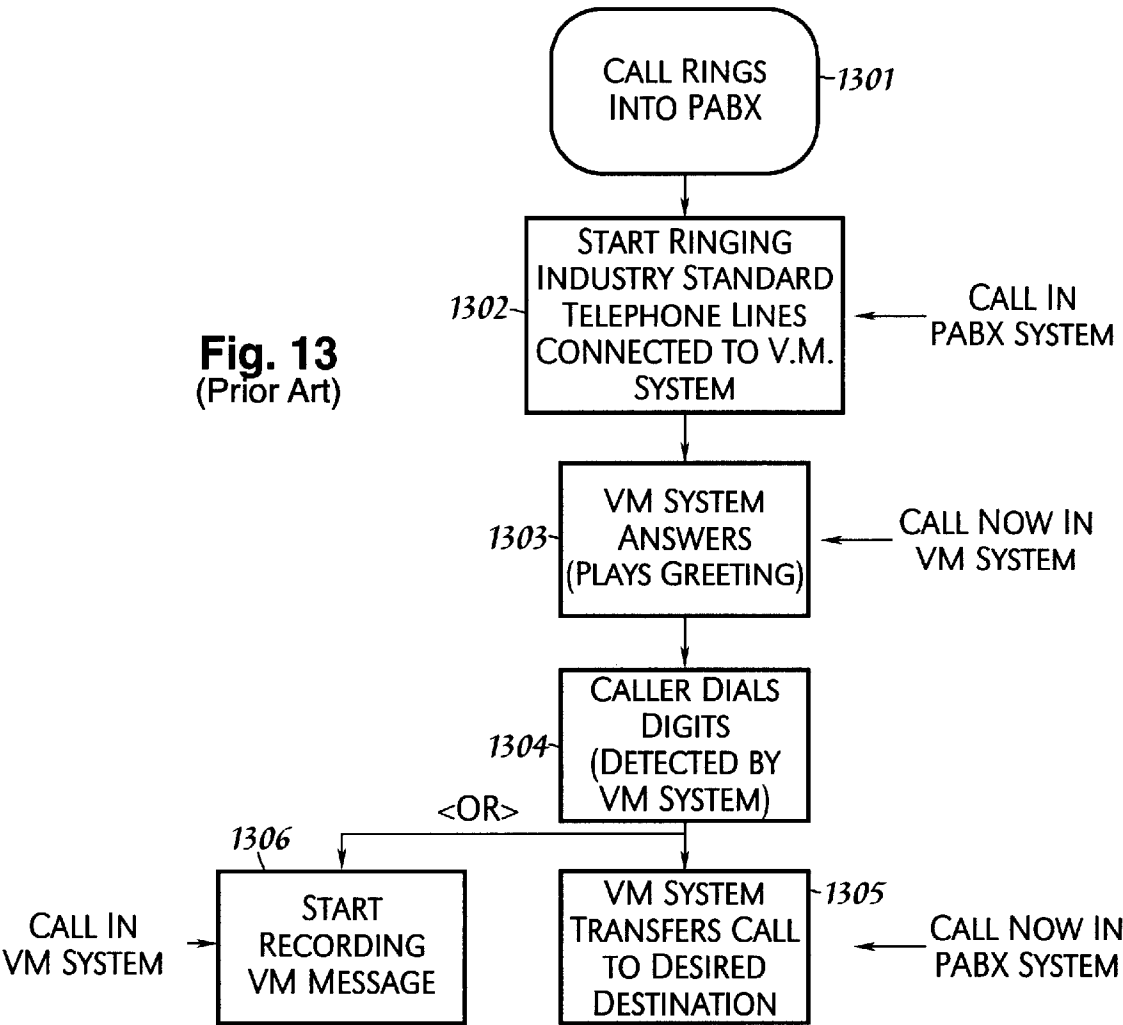 CALL RINGS
INTO PABX
1301
START RINGING
INDUSTRY STANDARD
TELEPHONE LINES
CONNECTED TO V.M.
SYSTEM
1302
CALL IN
PABX SYSTEM
Fig. 13
(Prior Art)
VM SYSTEM
ANSWERS
(PLAYS GREETING)
1303
CALL NOW IN
VM SYSTEM
CALLER DIALS
DIGITS
(DETECTED BY
VM SYSTEM)
1304
<OR>
1306
START
RECORDING
VM MESSAGE
CALL IN
VM SYSTEM
VM SYSTEM
TRANSFERS CALL
TO DESIRED
DESTINATION
1305
CALL NOW IN
PABX SYSTEM